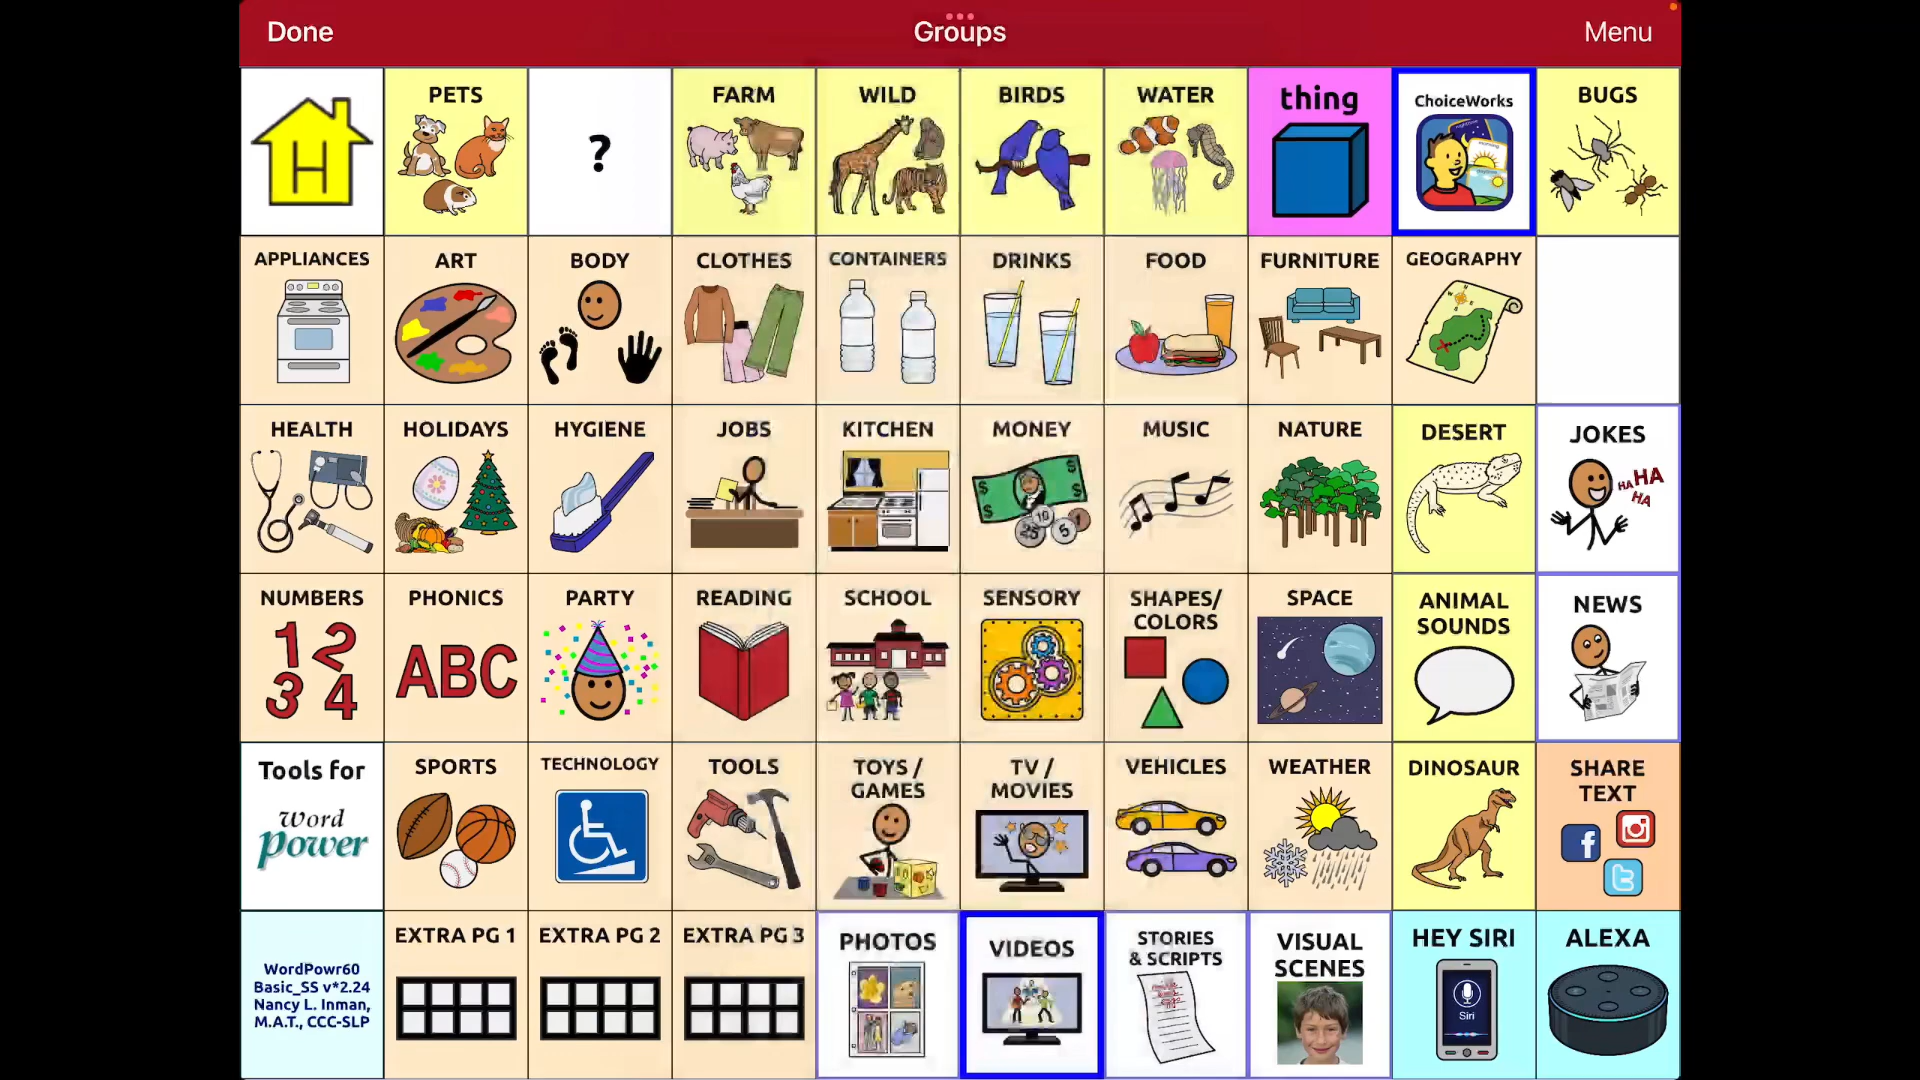 Done
Groups
Menu
H
PETS
?
FARM
WILD
BIRDS
WATER
thing
ChoiceWorks
BUGS
APPLIANCES
ART
BODY
CLOTHES
CONTAINERS
DRINKS
FOOD
FURNITURE
GEOGRAPHY
HEALTH
HOLIDAYS
HYGIENE
JOBS
KITCHEN
MONEY
$
$
$
10
25
5
MUSIC
NATURE
DESERT
JOKES
HA HA
HA
NUMBERS
1 2
3 4
PHONICS
ABC
PARTY
READING
SCHOOL
SENSORY
SHAPES/
COLORS
SPACE
ANIMAL
SOUNDS
NEWS
Tools for
Word
Power
SPORTS
TECHNOLOGY
TOOLS
TOYS /
GAMES
TV /
MOVIES
VEHICLES
WEATHER
DINOSAUR
SHARE
TEXT
WordPowr60
Basic_SS v*2.24
Nancy L. Inman,
M.A.T., CCC-SLP
EXTRA PG 1
EXTRA PG 2
EXTRA PG 3
PHOTOS
VIDEOS
STORIES
& SCRIPTS
VISUAL
SCENES
HEY SIRI
Siri
ALEXA